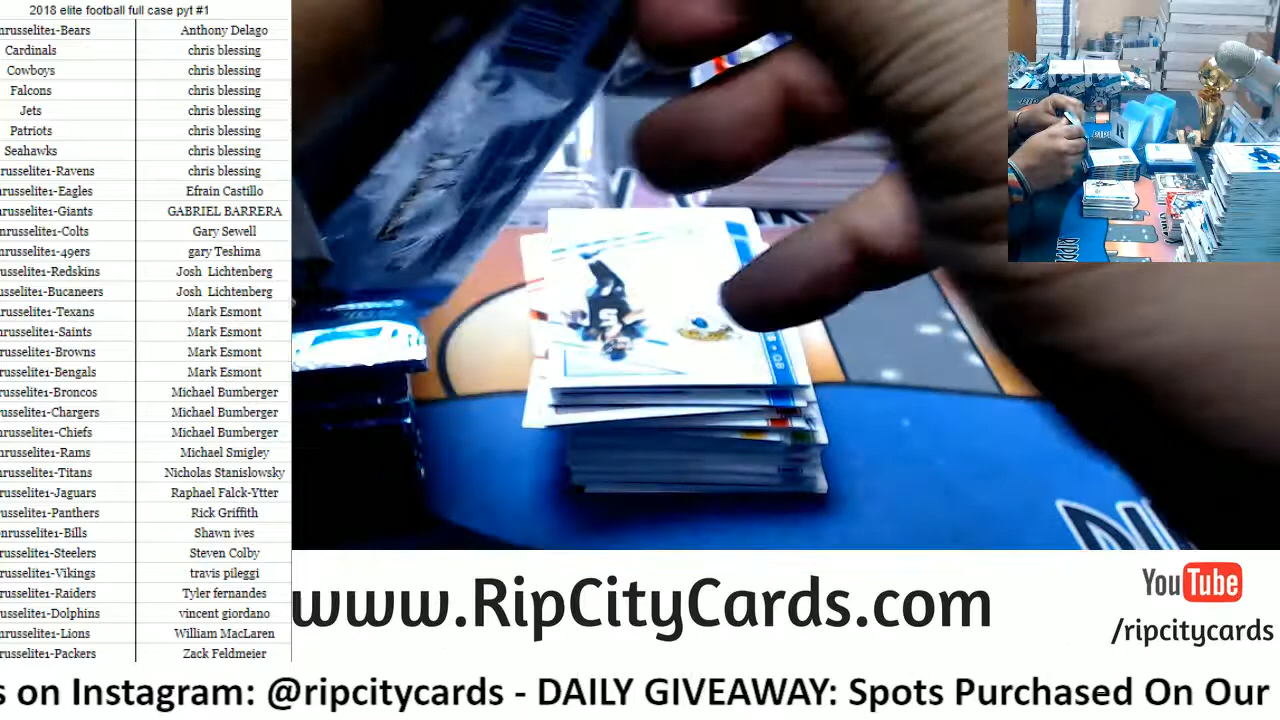 2018 elite football full case pyt #1
nrusselite1-Bears Anthony Delago
Cardinals chris blessing
Cowboys chris blessing
Falcons chris blessing
Jets chris blessing
Patriots chris blessing
Seahawks chris blessing
russelite1-Ravens chris blessing
nrusselite1-Eagles Efrain Castillo
nrusselite1-Giants GABRIEL BARRERA
nrusselite1-Colts Gary Sewell
nrusselite1-49ers gary Teshima
usselite1-Redskins Josh Lichtenberg
sselite1-Bucaneers Josh Lichtenberg
russelite1-Texans Mark Esmont
russelite1-Saints Mark Esmont
russelite1-Browns Mark Esmont
russelite1-Bengals Mark Esmont
russelite1-Broncos Michael Bumberger
usselite1-Chargers Michael Bumberger
nrusselite1-Chiefs Michael Bumberger
nrusselite1-Rams Michael Smigley
nrusselite1-Titans Nicholas Stanislowsky
usselite1-Jaguars Raphael Falck-Ytter
russelite1-Panthers Rick Griffith
onrusselite1-Bills Shawn ives
russelite1-Steelers Steven Colby
russelite1-Vikings travis pileggi
russelite1-Raiders Tyler fernandes
usselite1-Dolphins vincent giordano
nrusselite1-Lions William MacLaren
russelite1-Packers Zack Feldmeier
www.RipCityCards.com
YouTube
/ripcitycards
s on Instagram: @ripcitycards - DAILY GIVEAWAY: Spots Purchased On Our